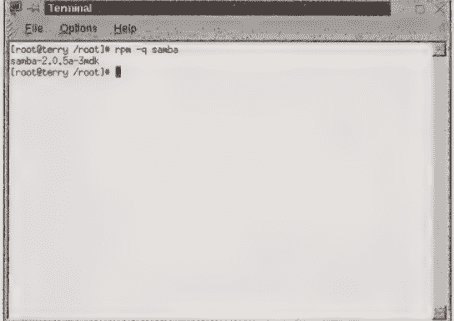 Terminal
File Options Help
[root@terry /root]# rpm -q samba
samba-2.0.5a-3mdk
[root@terry /root]#